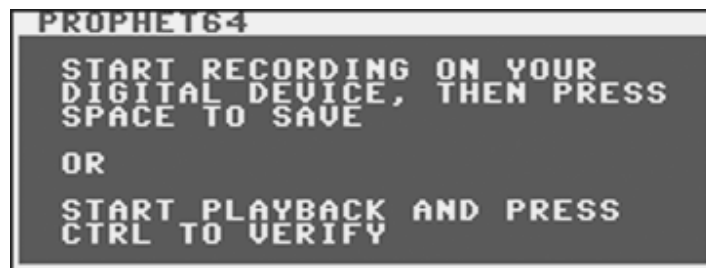 PROPHET64
START RECORDING ON YOUR
DIGITAL DEVICE, THEN PRESS
SPACE TO SAVE
OR
START PLAYBACK AND PRESS
CTRL TO VERIFY